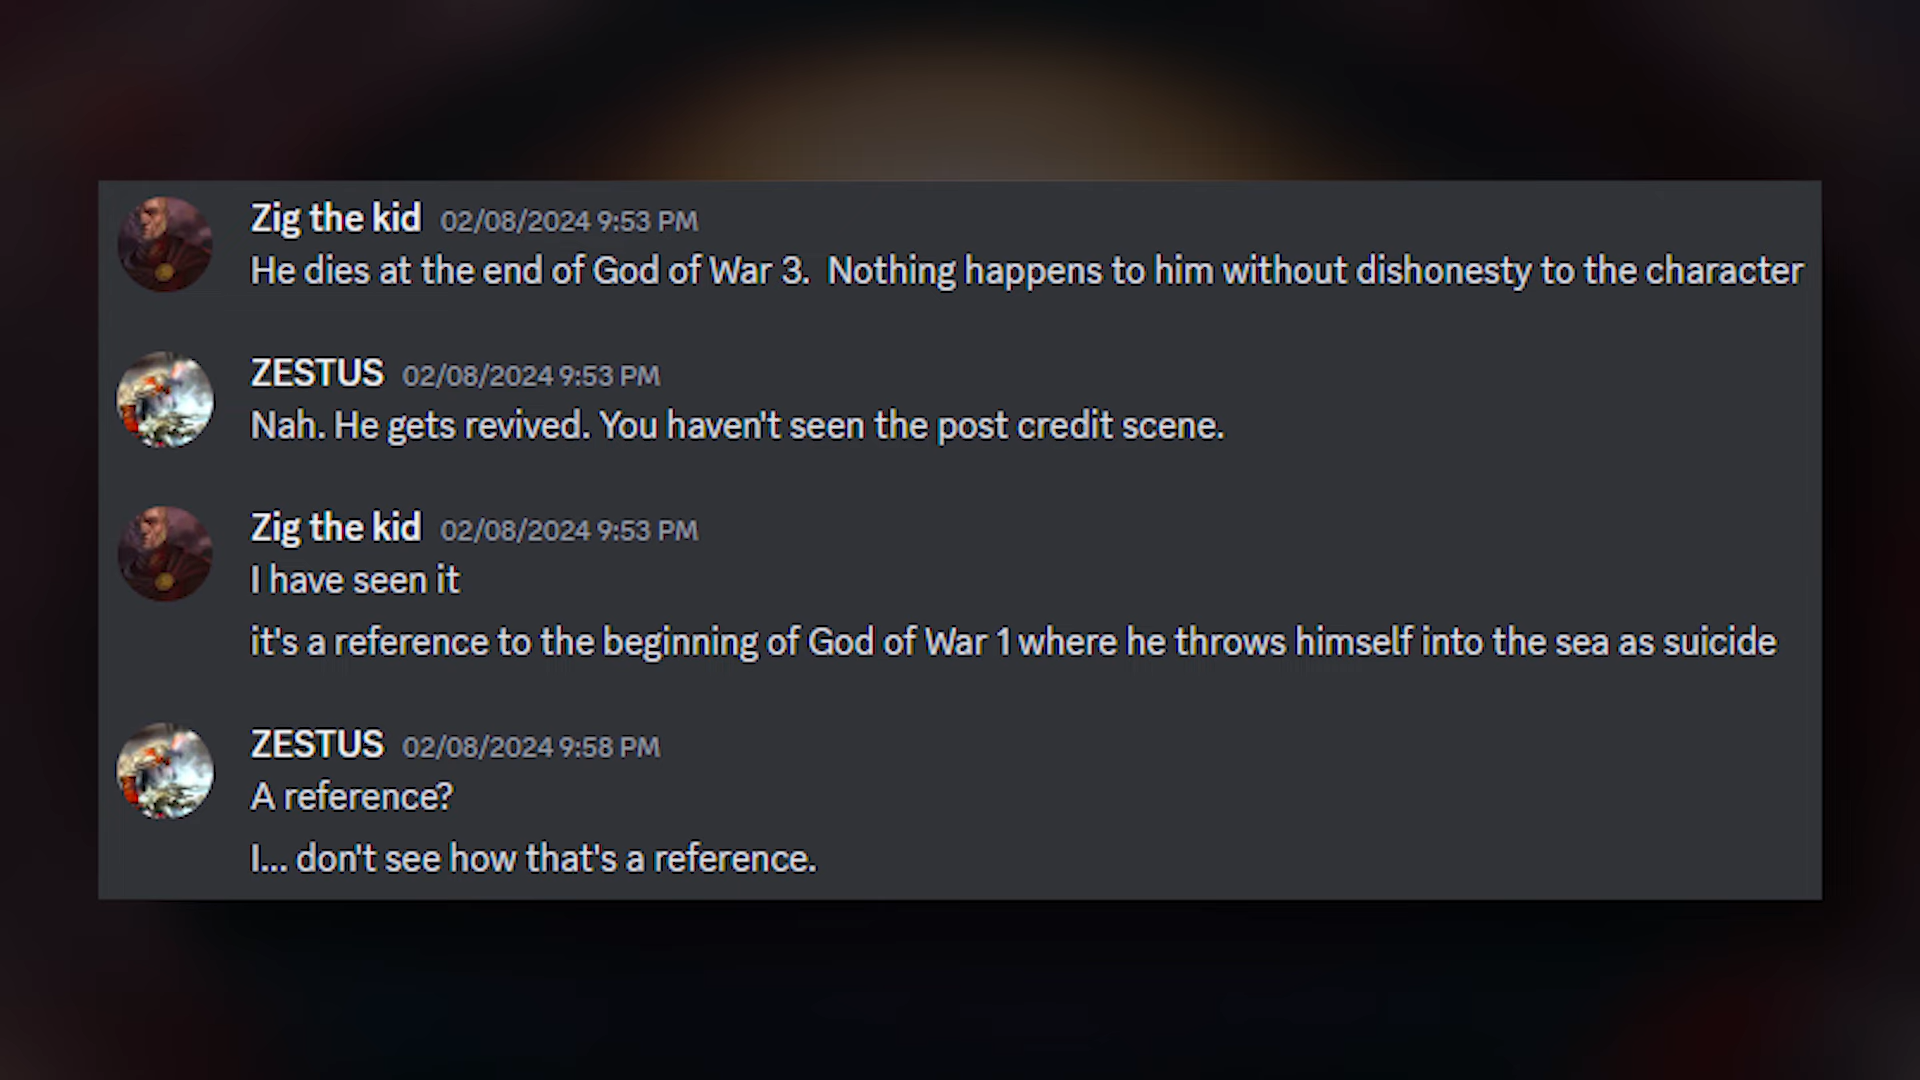 Zig the kid 02/08/2024 9:53 PM
He dies at the end of God of War 3.  Nothing happens to him without dishonesty to the character
ZESTUS 02/08/2024 9:53 PM
Nah. He gets revived. You haven't seen the post credit scene.
Zig the kid 02/08/2024 9:53 PM
I have seen it
it's a reference to the beginning of God of War 1 where he throws himself into the sea as suicide
ZESTUS 02/08/2024 9:58 PM
A reference?
I... don't see how that's a reference.